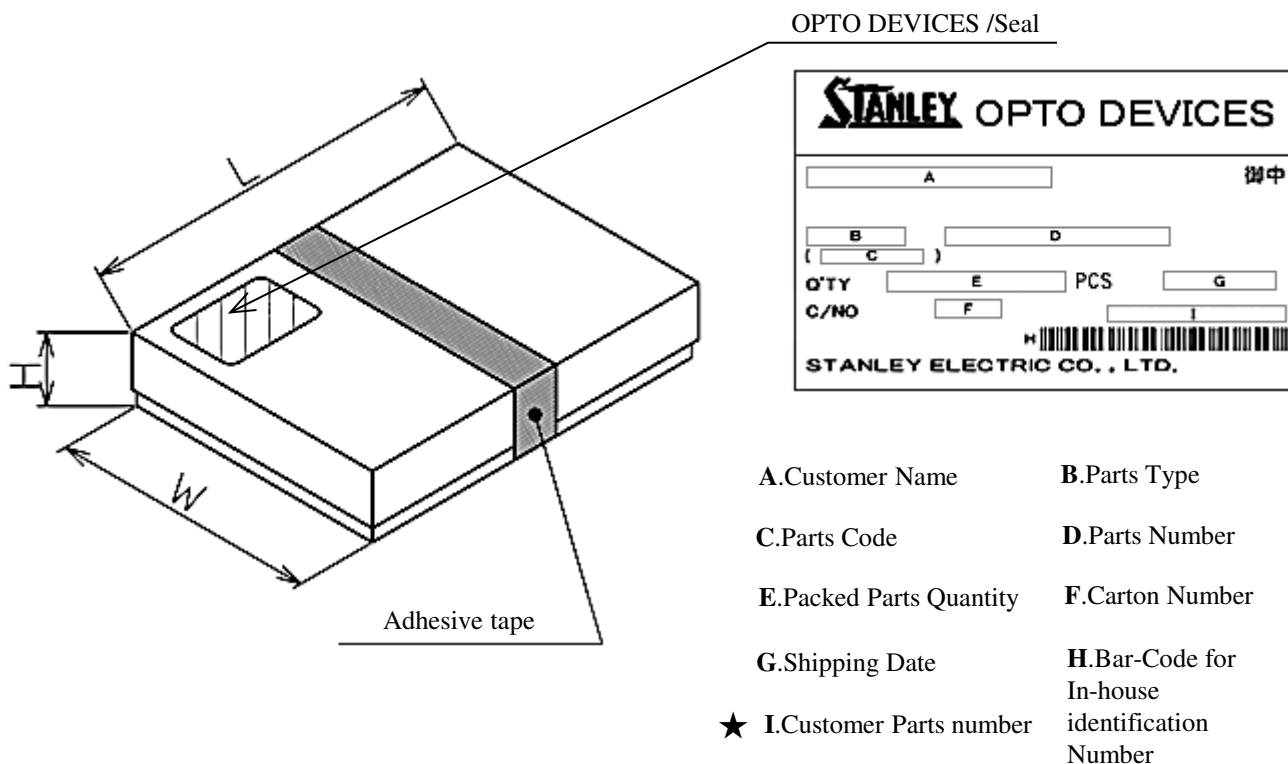 OPTO DEVICES /Seal
STANLEY OPTO DEVICES
A 御中
B D
( C )
Q'TY E PCS G
C/NO F I
H
STANLEY ELECTRIC CO., LTD.
L
H
W
Adhesive tape
A.Customer Name B.Parts Type
C.Parts Code D.Parts Number
E.Packed Parts Quantity F.Carton Number
G.Shipping Date H.Bar-Code for
In-house
★ I.Customer Parts number identification
Number